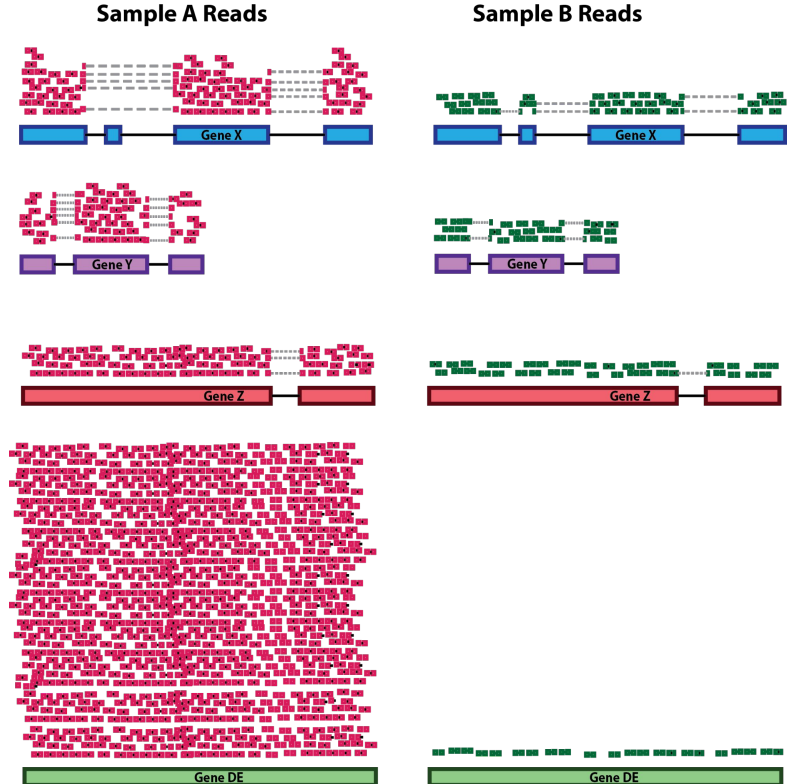 Sample A Reads
Sample B Reads
Gene X
Gene X
Gene Y
Gene Y
Gene Z
Gene Z
Gene DE
Gene DE